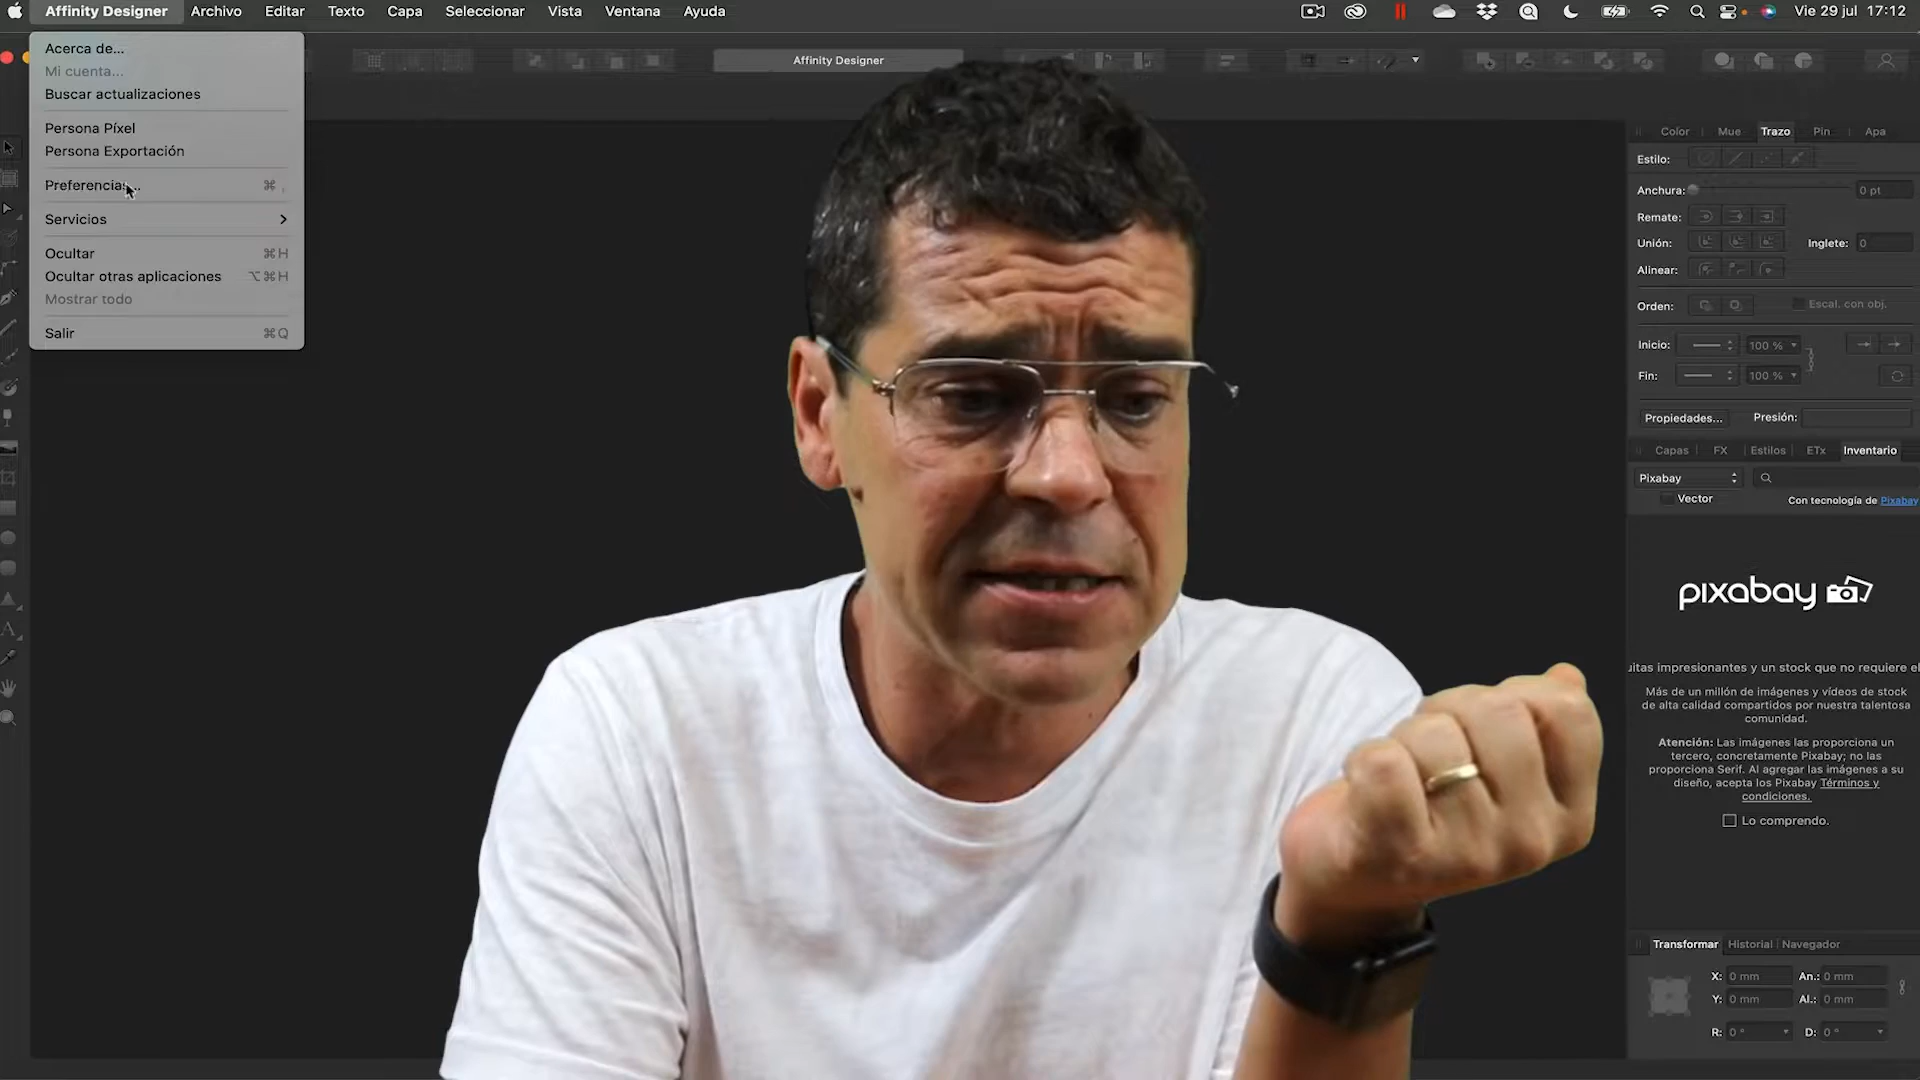 Affinity Designer Archivo Editar Texto Capa Seleccionar Vista Ventana Ayuda Vie 29 jul 17:12
Acerca de...
Mi cuenta...
Buscar actualizaciones
Persona Píxel
Persona Exportación
Preferencias...
⌘ ,
Servicios
Ocultar ⌘H
Ocultar otras aplicaciones ⌥⌘H
Mostrar todo
Salir ⌘Q
Affinity Designer
Color Mue Trazo Pin Apa
Estilo:
Anchura: 0 pt
Remate:
Unión: Inglete: 0
Alinear:
Orden: Escal. con obj.
Inicio: 100 %
Fin: 100 %
Propiedades... Presión:
Capas FX Estilos ETx Inventario
Pixabay
Vector Con tecnología de Pixabay
pixabay
uitas impresionantes y un stock que no requiere el
Más de un millón de imágenes y vídeos de stock
de alta calidad compartidos por nuestra talentosa
comunidad.
Atención: Las imágenes las proporciona un
tercero, concretamente Pixabay; no las
proporciona Serif. Al agregar las imágenes a su
diseño, acepta los Pixabay Términos y
condiciones.
Lo comprendo.
Transformar Historial Navegador
X: 0 mm An.: 0 mm
Y: 0 mm Al.: 0 mm
R: 0 ° D: 0 °